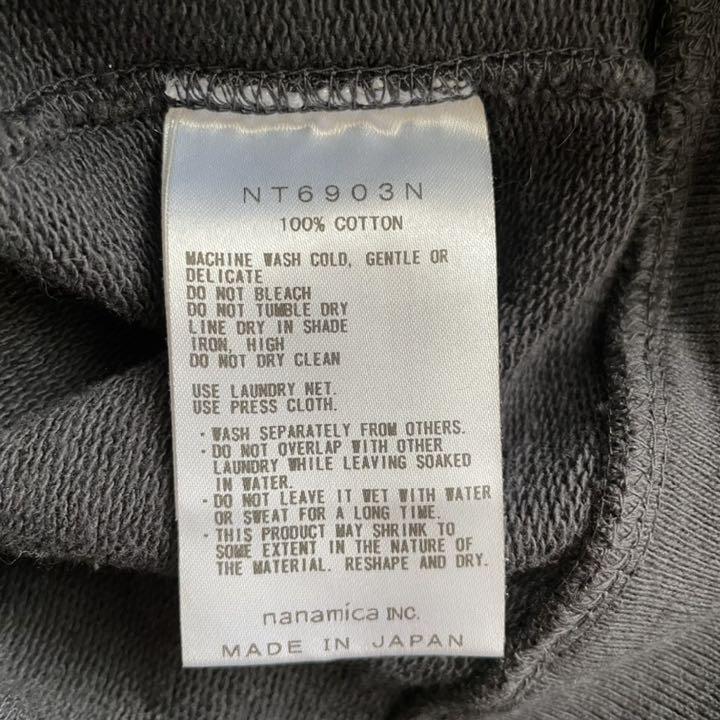 NT6903N
100% COTTON
MACHINE WASH COLD, GENTLE OR
DELICATE
DO NOT BLEACH
DO NOT TUMBLE DRY
LINE DRY IN SHADE
IRON, HIGH
DO NOT DRY CLEAN
USE LAUNDRY NET.
USE PRESS CLOTH.
・WASH SEPARATELY FROM OTHERS.
・DO NOT OVERLAP WITH OTHER
LAUNDRY WHILE LEAVING SOAKED
IN WATER.
・DO NOT LEAVE IT WET WITH WATER
OR SWEAT FOR A LONG TIME.
・THIS PRODUCT MAY SHRINK TO
SOME EXTENT IN THE NATURE OF
THE MATERIAL. RESHAPE AND DRY.
nanamica INC.
MADE IN JAPAN